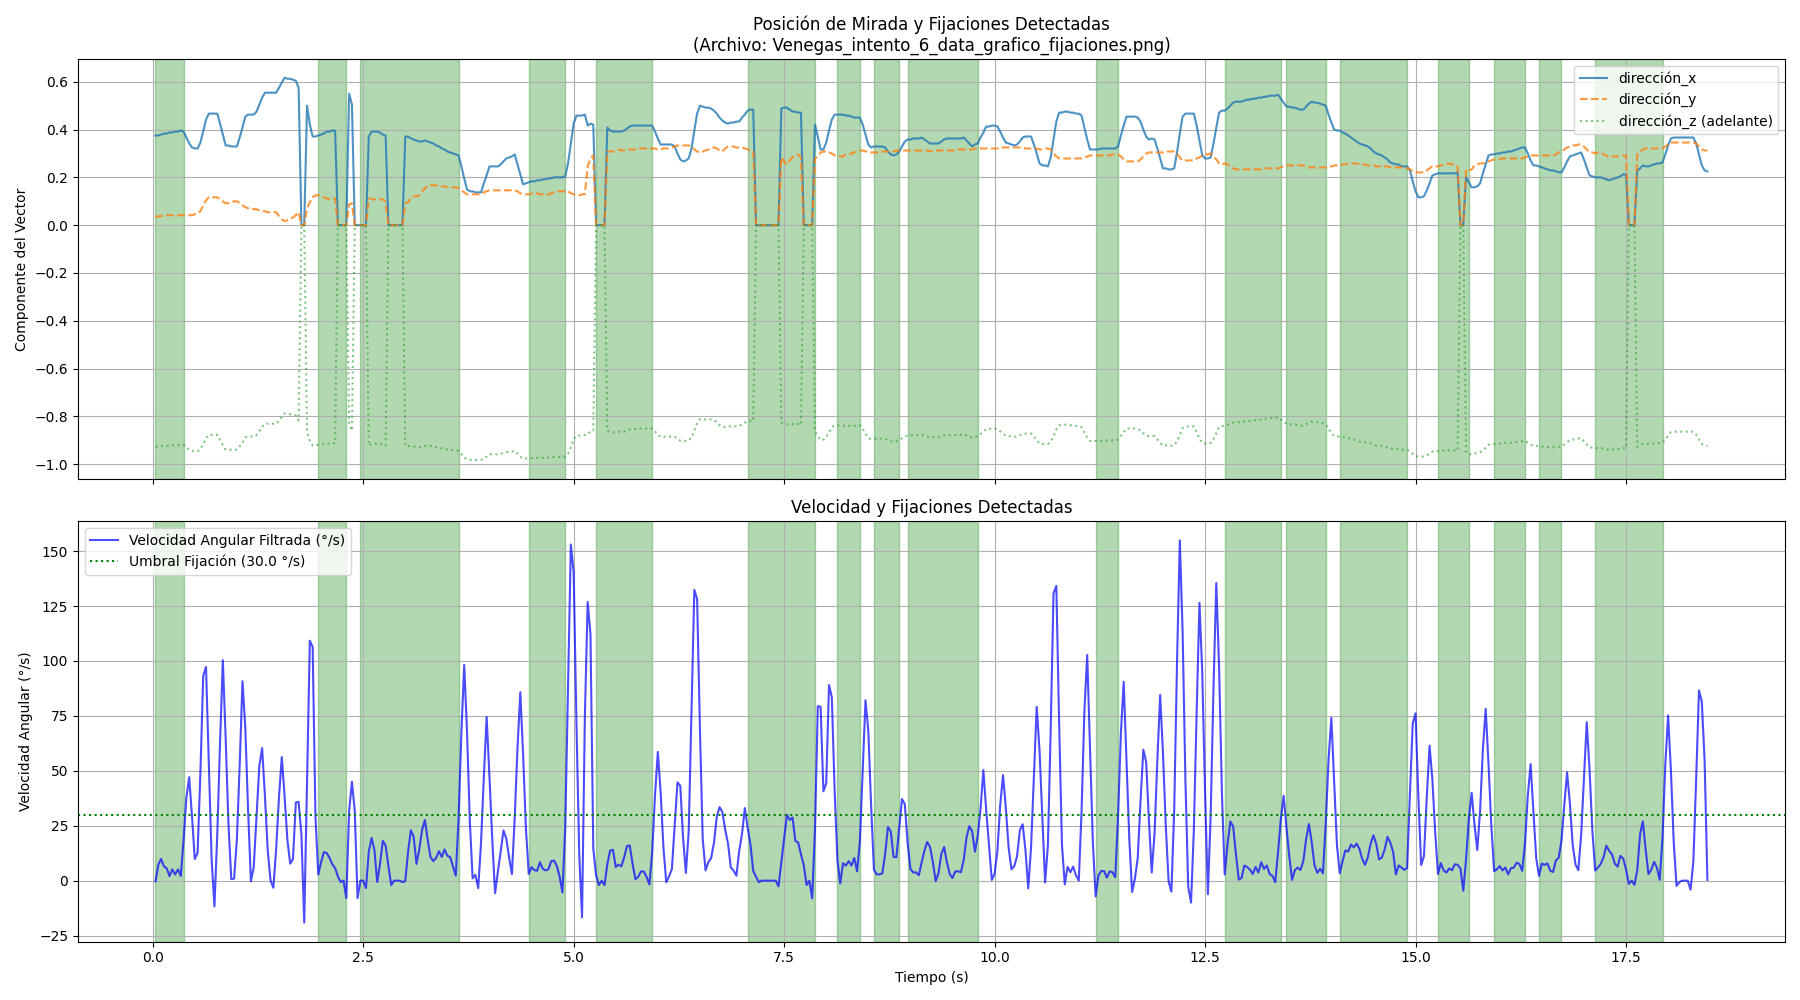 Posición de Mirada y Fijaciones Detectadas
(Archivo: Venegas_intento_6_data_grafico_fijaciones.png)
Componente del Vector
0.6
0.4
0.2
0.0
−0.2
−0.4
−0.6
−0.8
−1.0
dirección_x
dirección_y
dirección_z (adelante)
Velocidad y Fijaciones Detectadas
Velocidad Angular (°/s)
150
125
100
75
50
25
0
−25
Velocidad Angular Filtrada (°/s)
Umbral Fijación (30.0 °/s)
0.0 2.5 5.0 7.5 10.0 12.5 15.0 17.5
Tiempo (s)